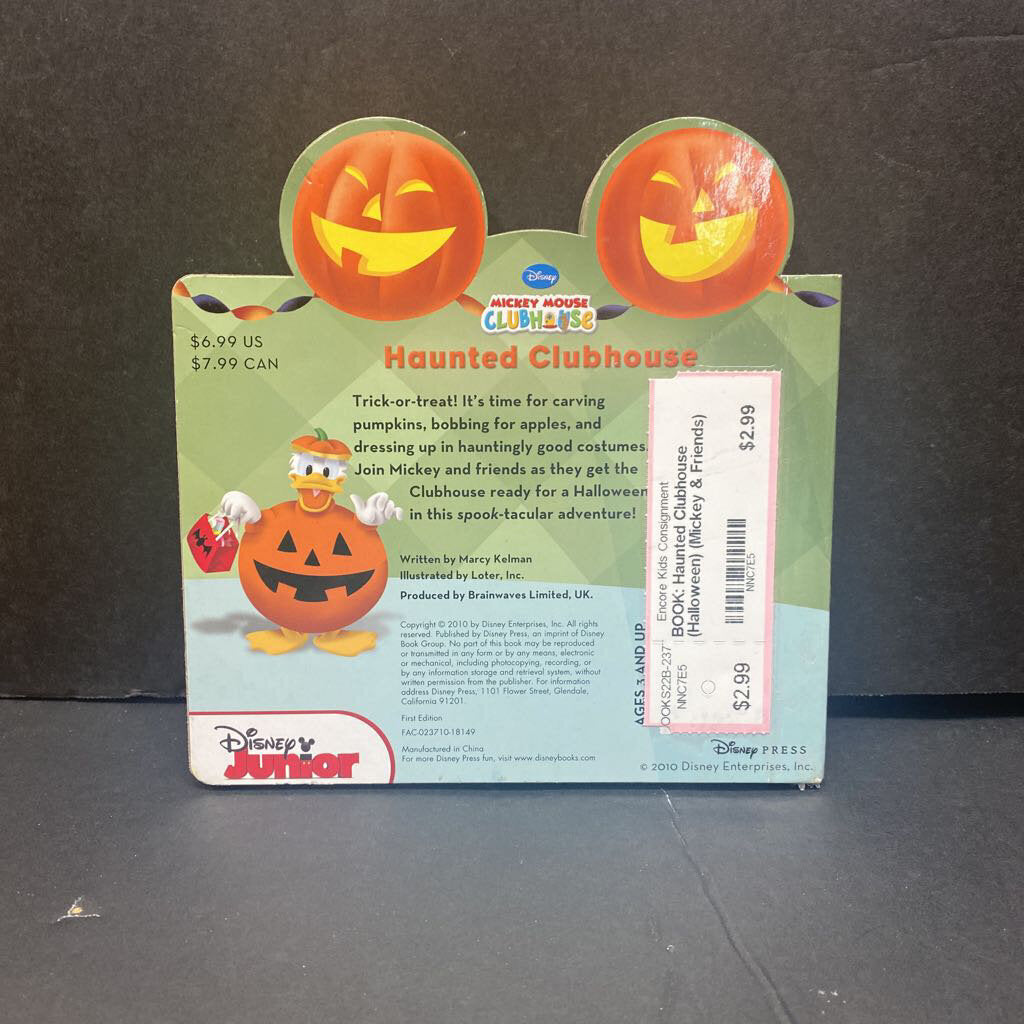 Disney
MICKEY MOUSE
CLUBHOUSE
Haunted Clubhouse
$6.99 US
$7.99 CAN
Trick-or-treat! It's time for carving
pumpkins, bobbing for apples, and
dressing up in hauntingly good costumes.
Join Mickey and friends as they get the
Clubhouse ready for a Halloween
in this spook-tacular adventure!
Written by Marcy Kelman
Illustrated by Loter, Inc.
Produced by Brainwaves Limited, UK.
Copyright © 2010 by Disney Enterprises, Inc. All rights
reserved. Published by Disney Press, an imprint of Disney
Book Group. No part of this book may be reproduced
or transmitted in any form or by any means, electronic
or mechanical, including photocopying, recording, or
by any information storage and retrieval system, without
written permission from the publisher. For information
address Disney Press, 1101 Flower Street, Glendale,
California 91201.
First Edition
FAC-023710-18149
Manufactured in China
For more Disney Press fun, visit www.disneybooks.com
Disney
Junior
AGES 3 AND UP
Encore Kids Consignment
BOOK: Haunted Clubhouse
(Halloween) (Mickey & Friends)
$2.99
NNC7E5
OOKS22B-237
NNC7E5
$2.99
Disney PRESS
© 2010 Disney Enterprises, Inc.